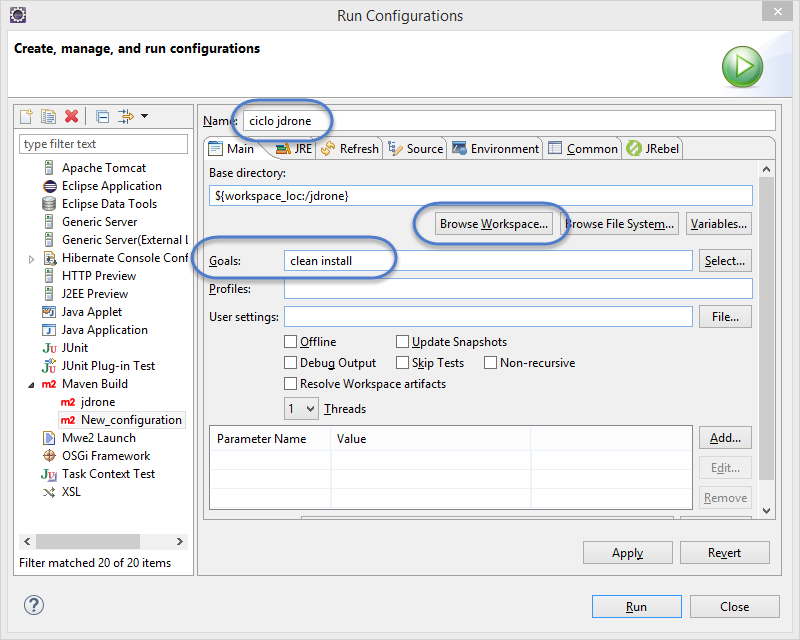 Run Configurations
Create, manage, and run configurations
type filter text
Apache Tomcat
Eclipse Application
Eclipse Data Tools
Generic Server
Generic Server(External L
Hibernate Console Conf
HTTP Preview
J2EE Preview
Java Applet
Java Application
Ju JUnit
JUnit Plug-in Test
m2 Maven Build
m2 jdrone
m2 New_configuration
Mwe2 Launch
OSGi Framework
Ju Task Context Test
XSL
Filter matched 20 of 20 items
Name: ciclo jdrone
Main JRE Refresh Source Environment Common JRebel
Base directory:
${workspace_loc:/jdrone}
Browse Workspace... Browse File System... Variables...
Goals: clean install Select...
Profiles:
User settings: File...
Offline Update Snapshots
Debug Output Skip Tests Non-recursive
Resolve Workspace artifacts
1 Threads
Parameter Name Value Add...
Edit...
Remove
Apply Revert
? Run Close